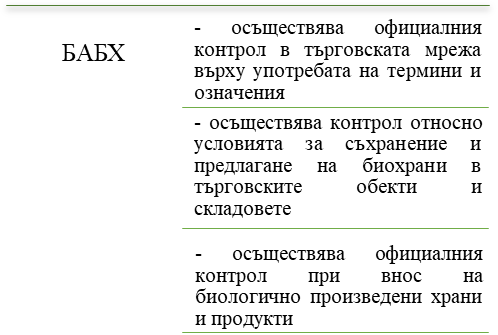 БАБХ
- осъществява официалния
контрол в търговската мрежа
върху употребата на термини и
означения
- осъществява контрол относно
условията за съхранение и
предлагане на биохрани в
търговските обекти и
складовете
- осъществява официалния
контрол при внос на
биологично произведени храни
и продукти